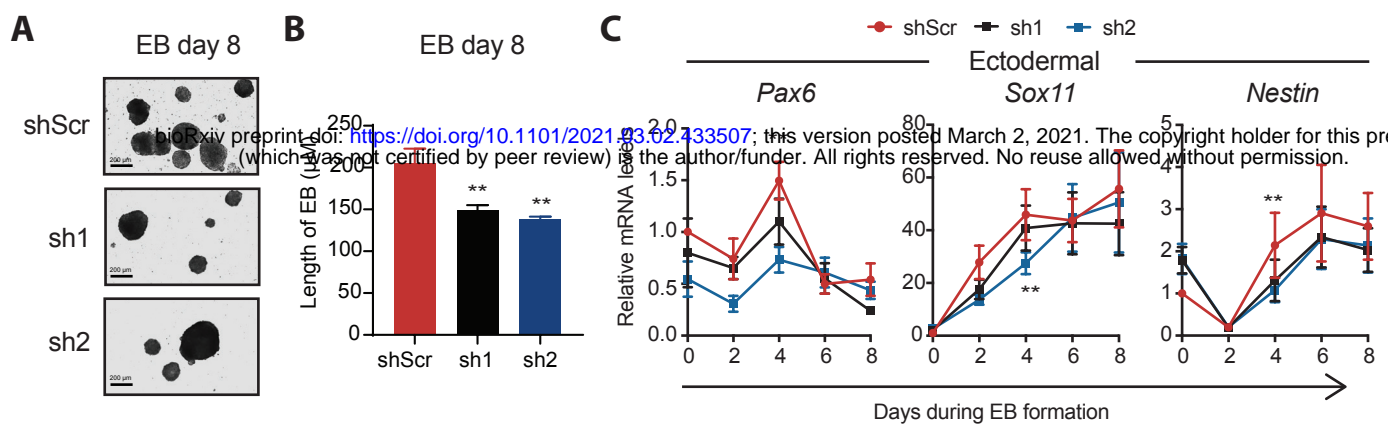 A
EB day 8
shScr
200 µm
sh1
200 µm
sh2
200 µm
B
EB day 8
Length of EB (µM)
250
200
150
100
50
0
**
**
shScr
sh1
sh2
C
shScr
sh1
sh2
Ectodermal
Pax6
Sox11
Nestin
bioRxiv preprint doi: https://doi.org/10.1101/2021.03.02.433507; this version posted March 2, 2021. The copyright holder for this pre
(which was not certified by peer review) is the author/funder. All rights reserved. No reuse allowed without permission.
Relative mRNA levels
2.0
1.5
1.0
0.5
0.0
0
2
4
6
8
80
60
40
20
0
**
0
2
4
6
8
5
4
3
2
1
0
**
0
2
4
6
8
Days during EB formation